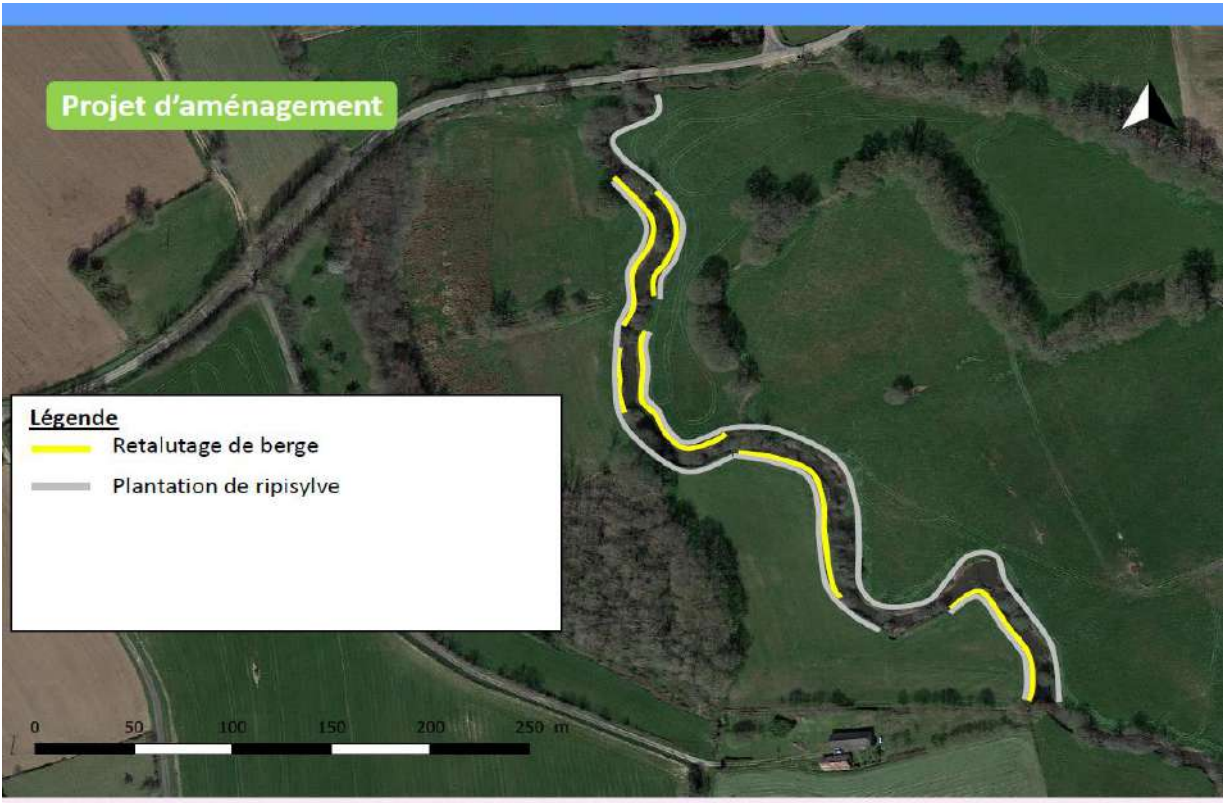 Projet d'aménagement
Légende
Retalutage de berge
Plantation de ripisylve
0 50 100 150 200 250 m